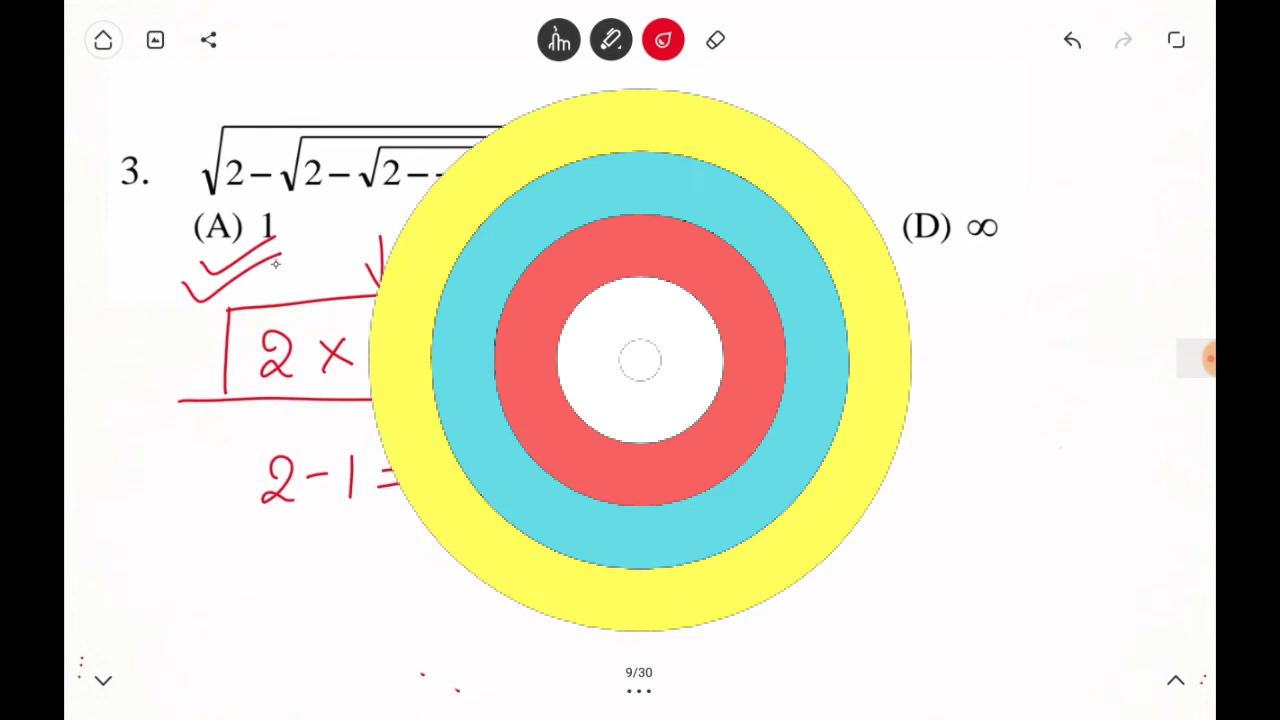 3. √2−√2−√2−-
(A) 1 (D) ∞
2 ×
2-1=
9/30